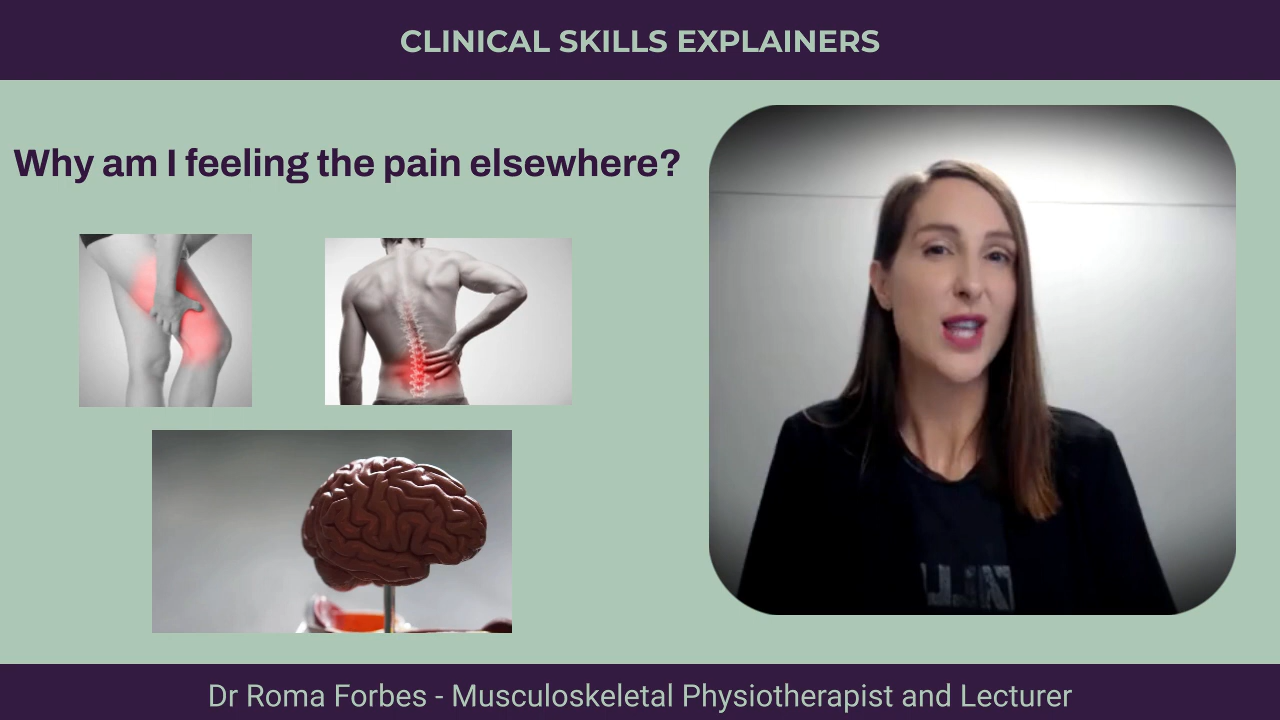 CLINICAL SKILLS EXPLAINERS
Why am I feeling the pain elsewhere?
Dr Roma Forbes - Musculoskeletal Physiotherapist and Lecturer